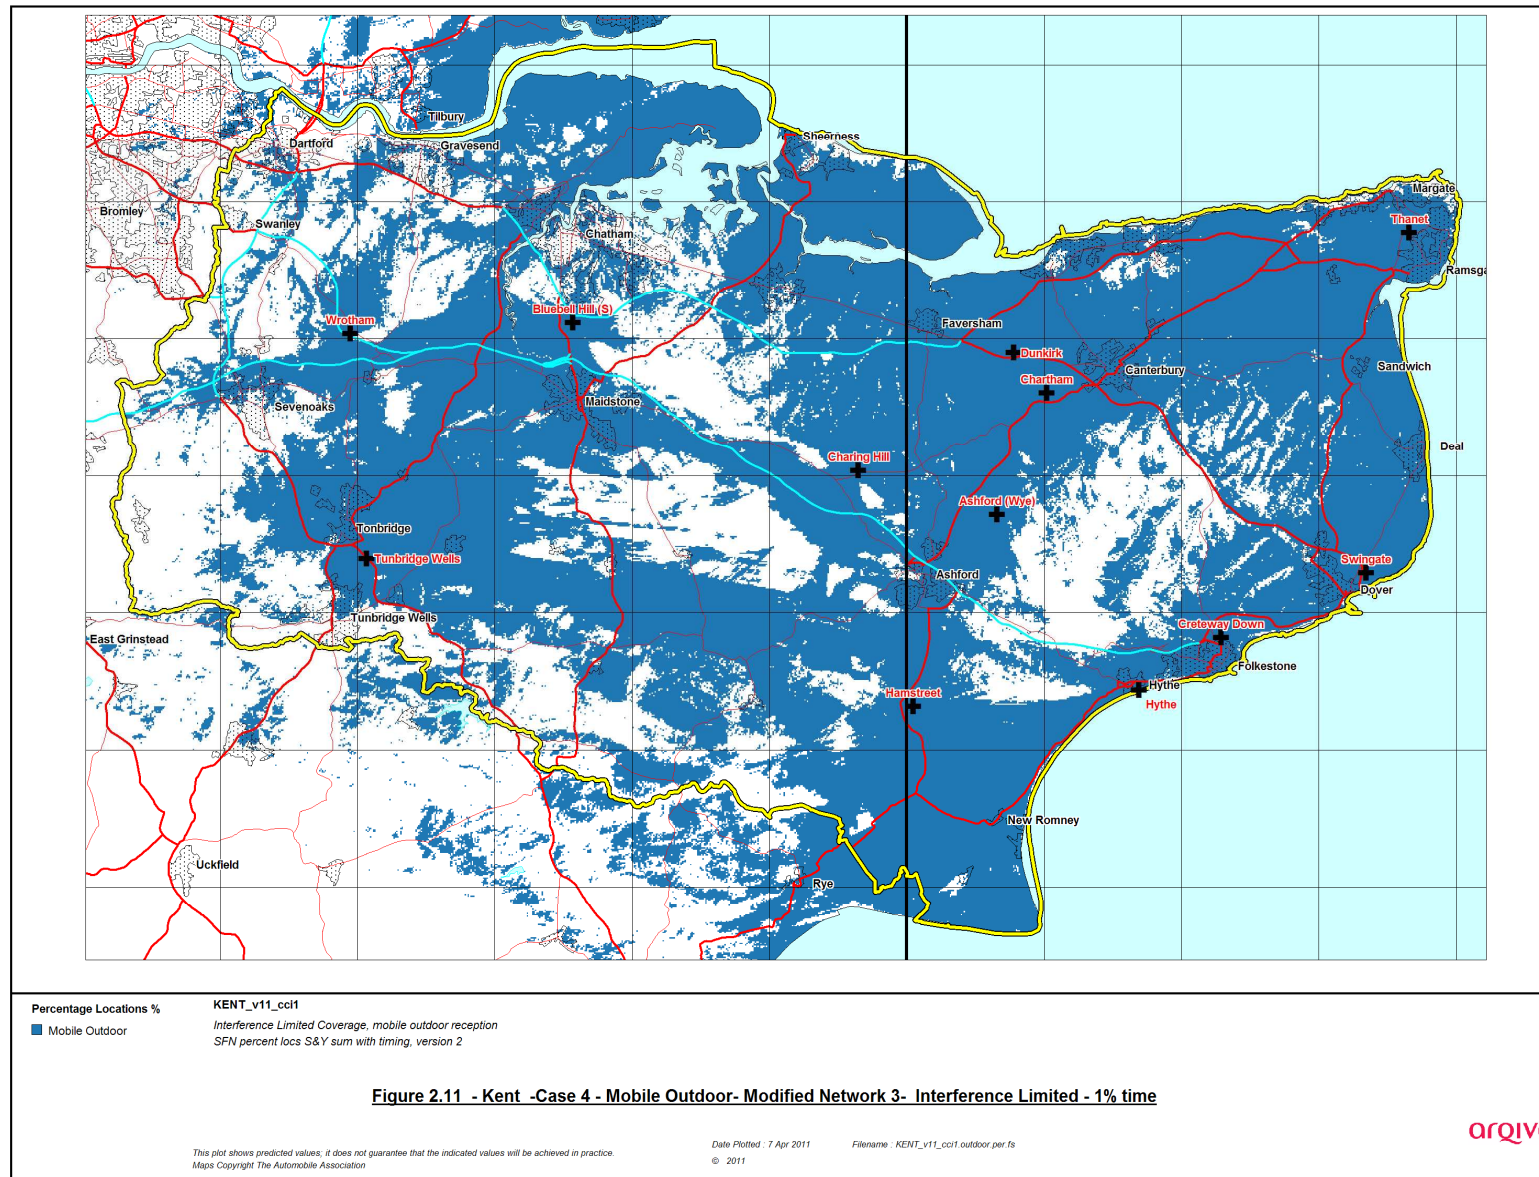 Tilbury
Sheerness
Dartford
Gravesend
Margate
Bromley
Thanet
Swanley
Chatham
Ramsga
Bluebell Hill (S)
Wrotham
Faversham
Dunkirk
Sandwich
Canterbury
Chartham
Sevenoaks
Maidstone
Deal
Charing Hill
Ashford (Wye)
Tonbridge
Tunbridge Wells
Swingate
Ashford
Dover
Tunbridge Wells
Creteway Down
East Grinstead
Folkestone
Hythe
Hamstreet
Hythe
New Romney
Uckfield
Rye
Percentage Locations %
Mobile Outdoor
KENT_v11_cci1
Interference Limited Coverage, mobile outdoor reception
SFN percent locs S&Y sum with timing, version 2
Figure 2.11 - Kent -Case 4 - Mobile Outdoor- Modified Network 3- Interference Limited - 1% time
This plot shows predicted values; it does not guarantee that the indicated values will be achieved in practice.
Maps Copyright The Automobile Association
Date Plotted : 7 Apr 2011 Filename : KENT_v11_cci1.outdoor.per.fs
© 2011
arqiv